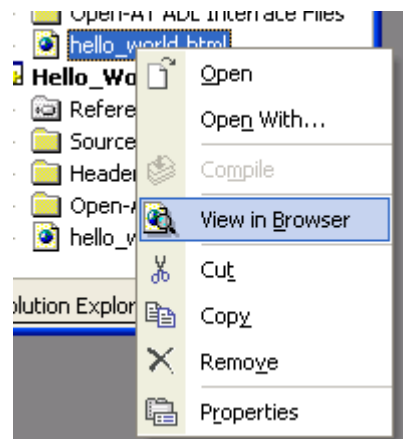 Open-AT ADL Interface Files
hello_world.html
Hello_Wo
Refere
Source
Header
Open-A
hello_w
olution Explor
Open
Open With...
Compile
View in Browser
Cut
Copy
Remove
Properties